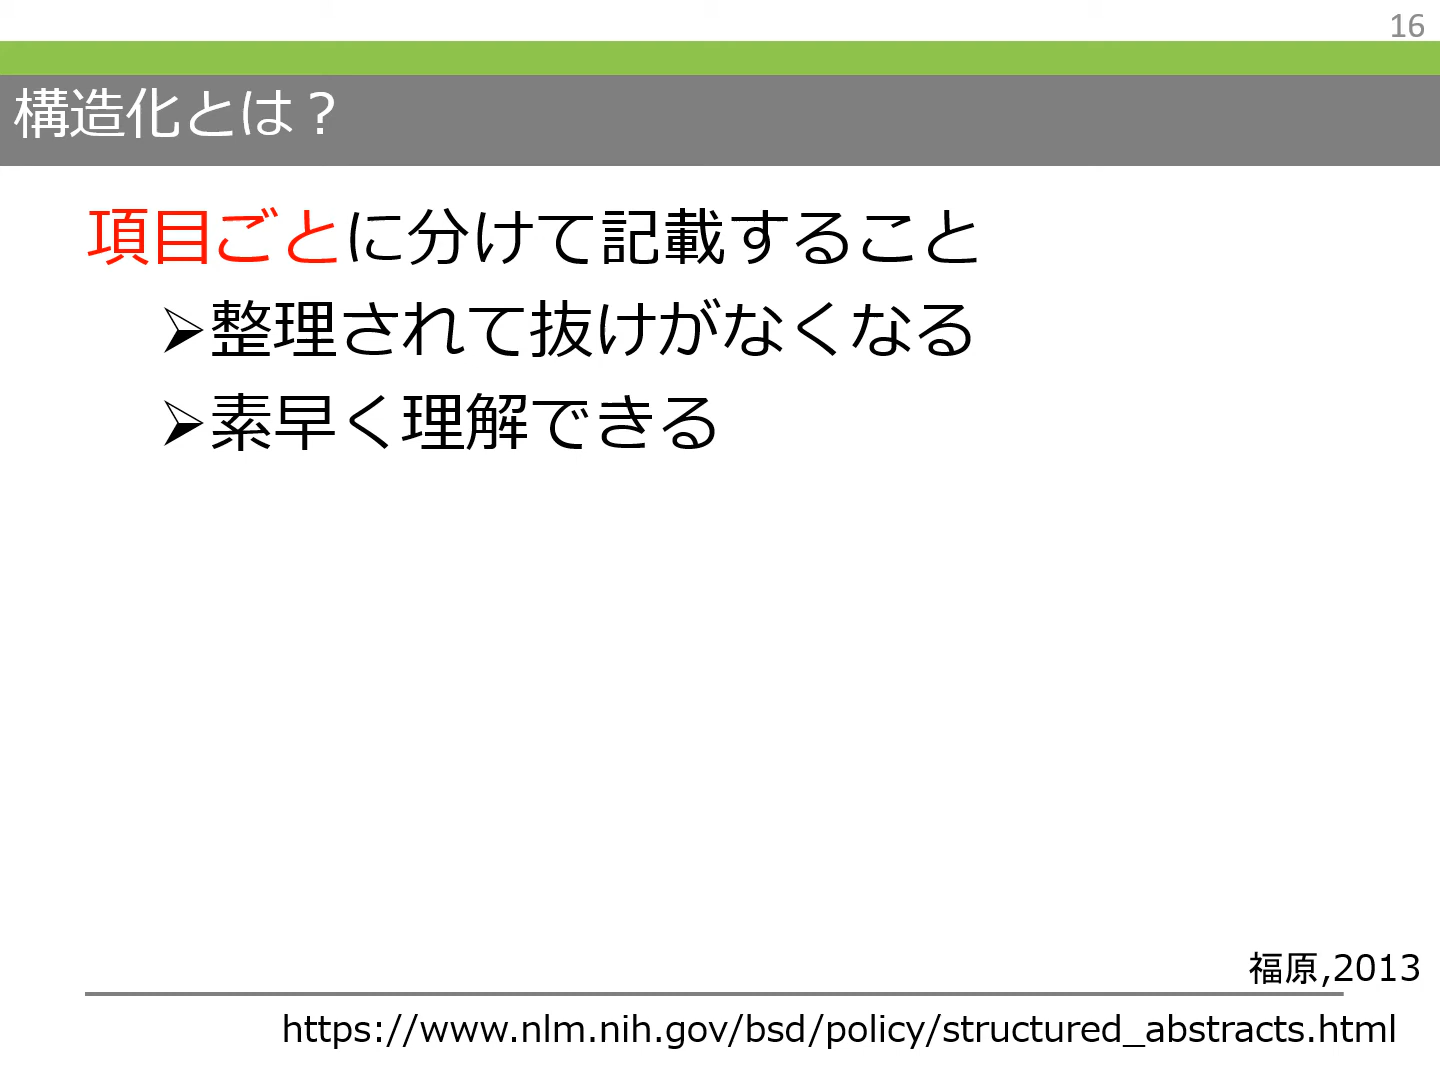 16
構造化とは？
項目ごとに分けて記載すること
➢整理されて抜けがなくなる
➢素早く理解できる
福原,2013
https://www.nlm.nih.gov/bsd/policy/structured_abstracts.html